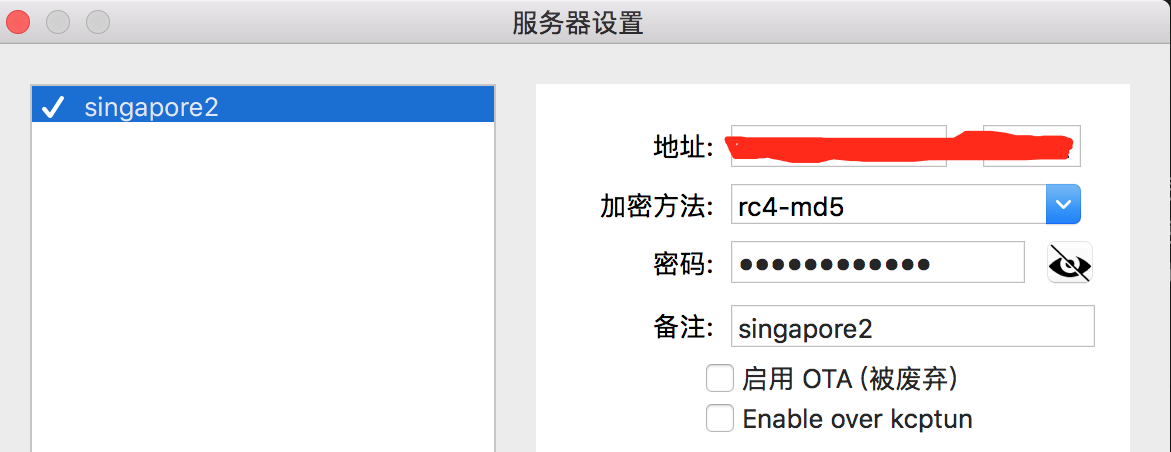 服务器设置
singapore2
地址:
加密方法: rc4-md5
密码: ●●●●●●●●●●●●
备注: singapore2
启用 OTA (被废弃)
Enable over kcptun